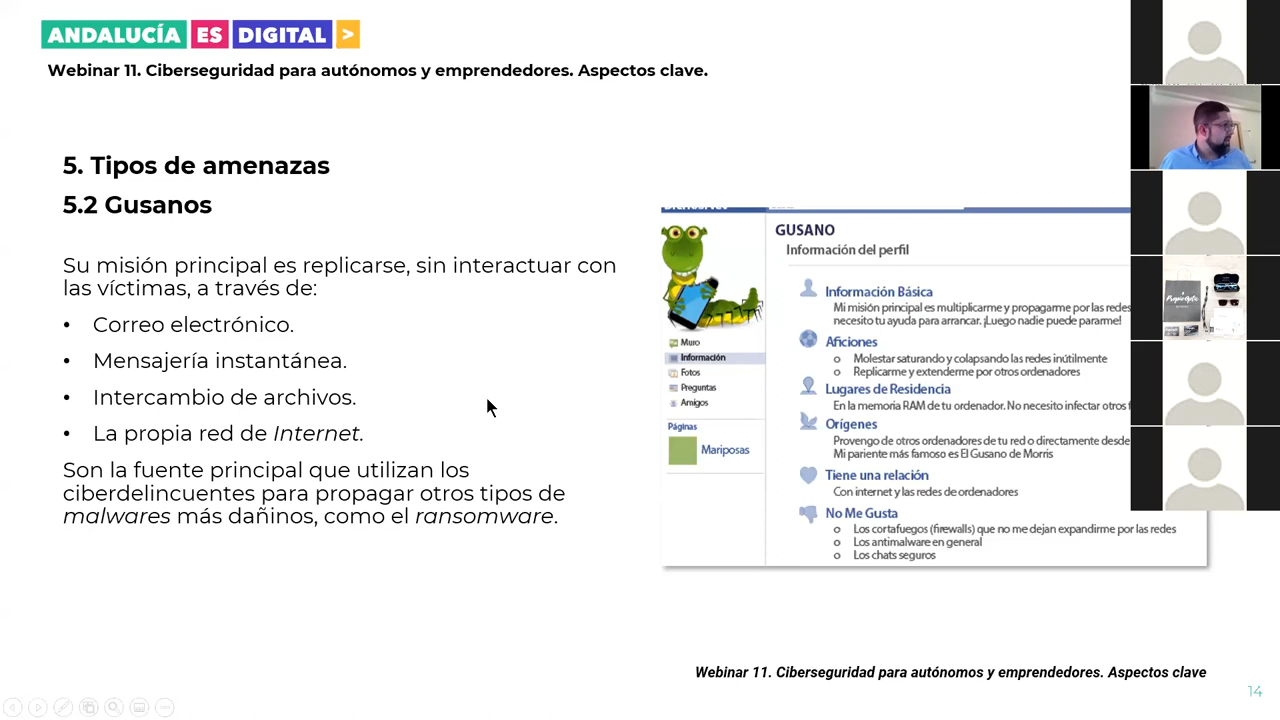 ANDALUCÍA ES DIGITAL >
Webinar 11. Ciberseguridad para autónomos y emprendedores. Aspectos clave.
5. Tipos de amenazas
5.2 Gusanos
Su misión principal es replicarse, sin interactuar con
las víctimas, a través de:
• Correo electrónico.
• Mensajería instantánea.
• Intercambio de archivos.
• La propia red de Internet.
Son la fuente principal que utilizan los
ciberdelincuentes para propagar otros tipos de
malwares más dañinos, como el ransomware.
Muro
Información
Fotos
Preguntas
Amigos
Páginas
Mariposas
GUSANO
Información del perfil
Información Básica
Mi misión principal es multiplicarme y propagarme por las redes
necesito tu ayuda para arrancar. ¡Luego nadie puede pararme!
Aficiones
o Molestar saturando y colapsando las redes inútilmente
o Replicarme y extenderme por otros ordenadores
Lugares de Residencia
En la memoria RAM de tu ordenador. No necesito infectar otros
Orígenes
Provengo de otros ordenadores de tu red o directamente desde
Mi pariente más famoso es El Gusano de Morris
Tiene una relación
Con internet y las redes de ordenadores
No Me Gusta
o Los cortafuegos (firewalls) que no me dejan expandirme por las redes
o Los antimalware en general
o Los chats seguros
Webinar 11. Ciberseguridad para autónomos y emprendedores. Aspectos clave
14